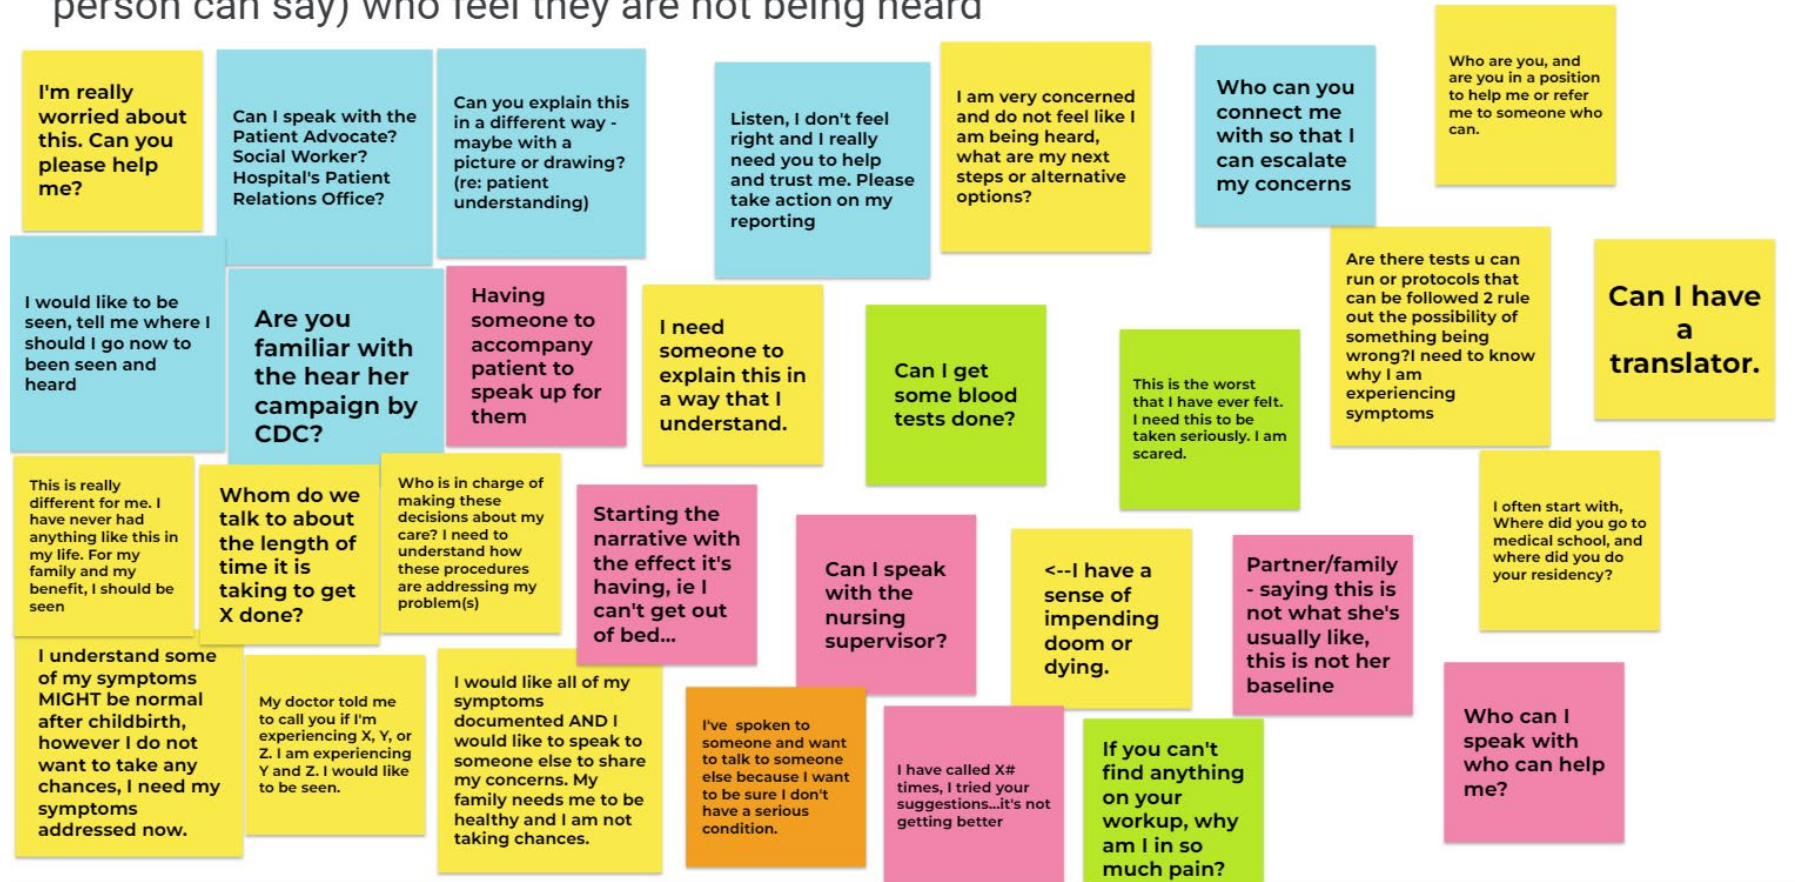 person can say) who feel they are not being heard
I'm really
worried about
this. Can you
please help
me?
Can I speak with the
Patient Advocate?
Social Worker?
Hospital's Patient
Relations Office?
Can you explain this
in a different way -
maybe with a
picture or drawing?
(re: patient
understanding)
Listen, I don't feel
right and I really
need you to help
and trust me. Please
take action on my
reporting
I am very concerned
and do not feel like I
am being heard,
what are my next
steps or alternative
options?
Who can you
connect me
with so that I
can escalate
my concerns
Who are you, and
are you in a position
to help me or refer
me to someone who
can.
I would like to be
seen, tell me where I
should I go now to
been seen and
heard
Are you
familiar with
the hear her
campaign by
CDC?
Having
someone to
accompany
patient to
speak up for
them
I need
someone to
explain this in
a way that I
understand.
Can I get
some blood
tests done?
This is the worst
that I have ever felt.
I need this to be
taken seriously. I am
scared.
Are there tests u can
run or protocols that
can be followed 2 rule
out the possibility of
something being
wrong?I need to know
why I am
experiencing
symptoms
Can I have
a
translator.
This is really
different for me. I
have never had
anything like this in
my life. For my
family and my
benefit, I should be
seen
Whom do we
talk to about
the length of
time it is
taking to get
X done?
Who is in charge of
making these
decisions about my
care? I need to
understand how
these procedures
are addressing my
problem(s)
Starting the
narrative with
the effect it's
having, ie I
can't get out
of bed...
Can I speak
with the
nursing
supervisor?
<--I have a
sense of
impending
doom or
dying.
Partner/family
- saying this is
not what she's
usually like,
this is not her
baseline
I often start with,
Where did you go to
medical school, and
where did you do
your residency?
I understand some
of my symptoms
MIGHT be normal
after childbirth,
however I do not
want to take any
chances, I need my
symptoms
addressed now.
My doctor told me
to call you if I'm
experiencing X, Y, or
Z. I am experiencing
Y and Z. I would like
to be seen.
I would like all of my
symptoms
documented AND I
would like to speak to
someone else to share
my concerns. My
family needs me to be
healthy and I am not
taking chances.
I've spoken to
someone and want
to talk to someone
else because I want
to be sure I don't
have a serious
condition.
I have called X#
times, I tried your
suggestions...it's not
getting better
If you can't
find anything
on your
workup, why
am I in so
much pain?
Who can I
speak with
who can help
me?